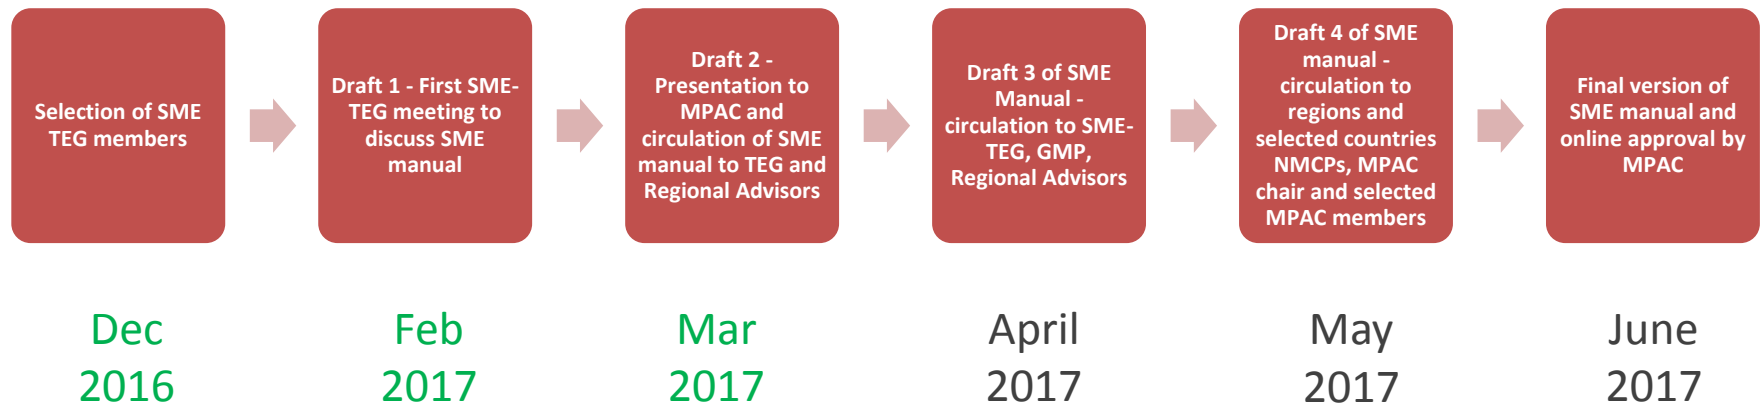 Selection of SME
TEG members
Draft 1 - First SME-
TEG meeting to
discuss SME
manual
Draft 2 -
Presentation to
MPAC and
circulation of SME
manual to TEG and
Regional Advisors
Draft 3 of SME
Manual -
circulation to SME-
TEG, GMP,
Regional Advisors
Draft 4 of SME
manual -
circulation to
regions and
selected countries
NMCPs, MPAC
chair and selected
MPAC members
Final version of
SME manual and
online approval by
MPAC
Dec
2016
Feb
2017
Mar
2017
April
2017
May
2017
June
2017